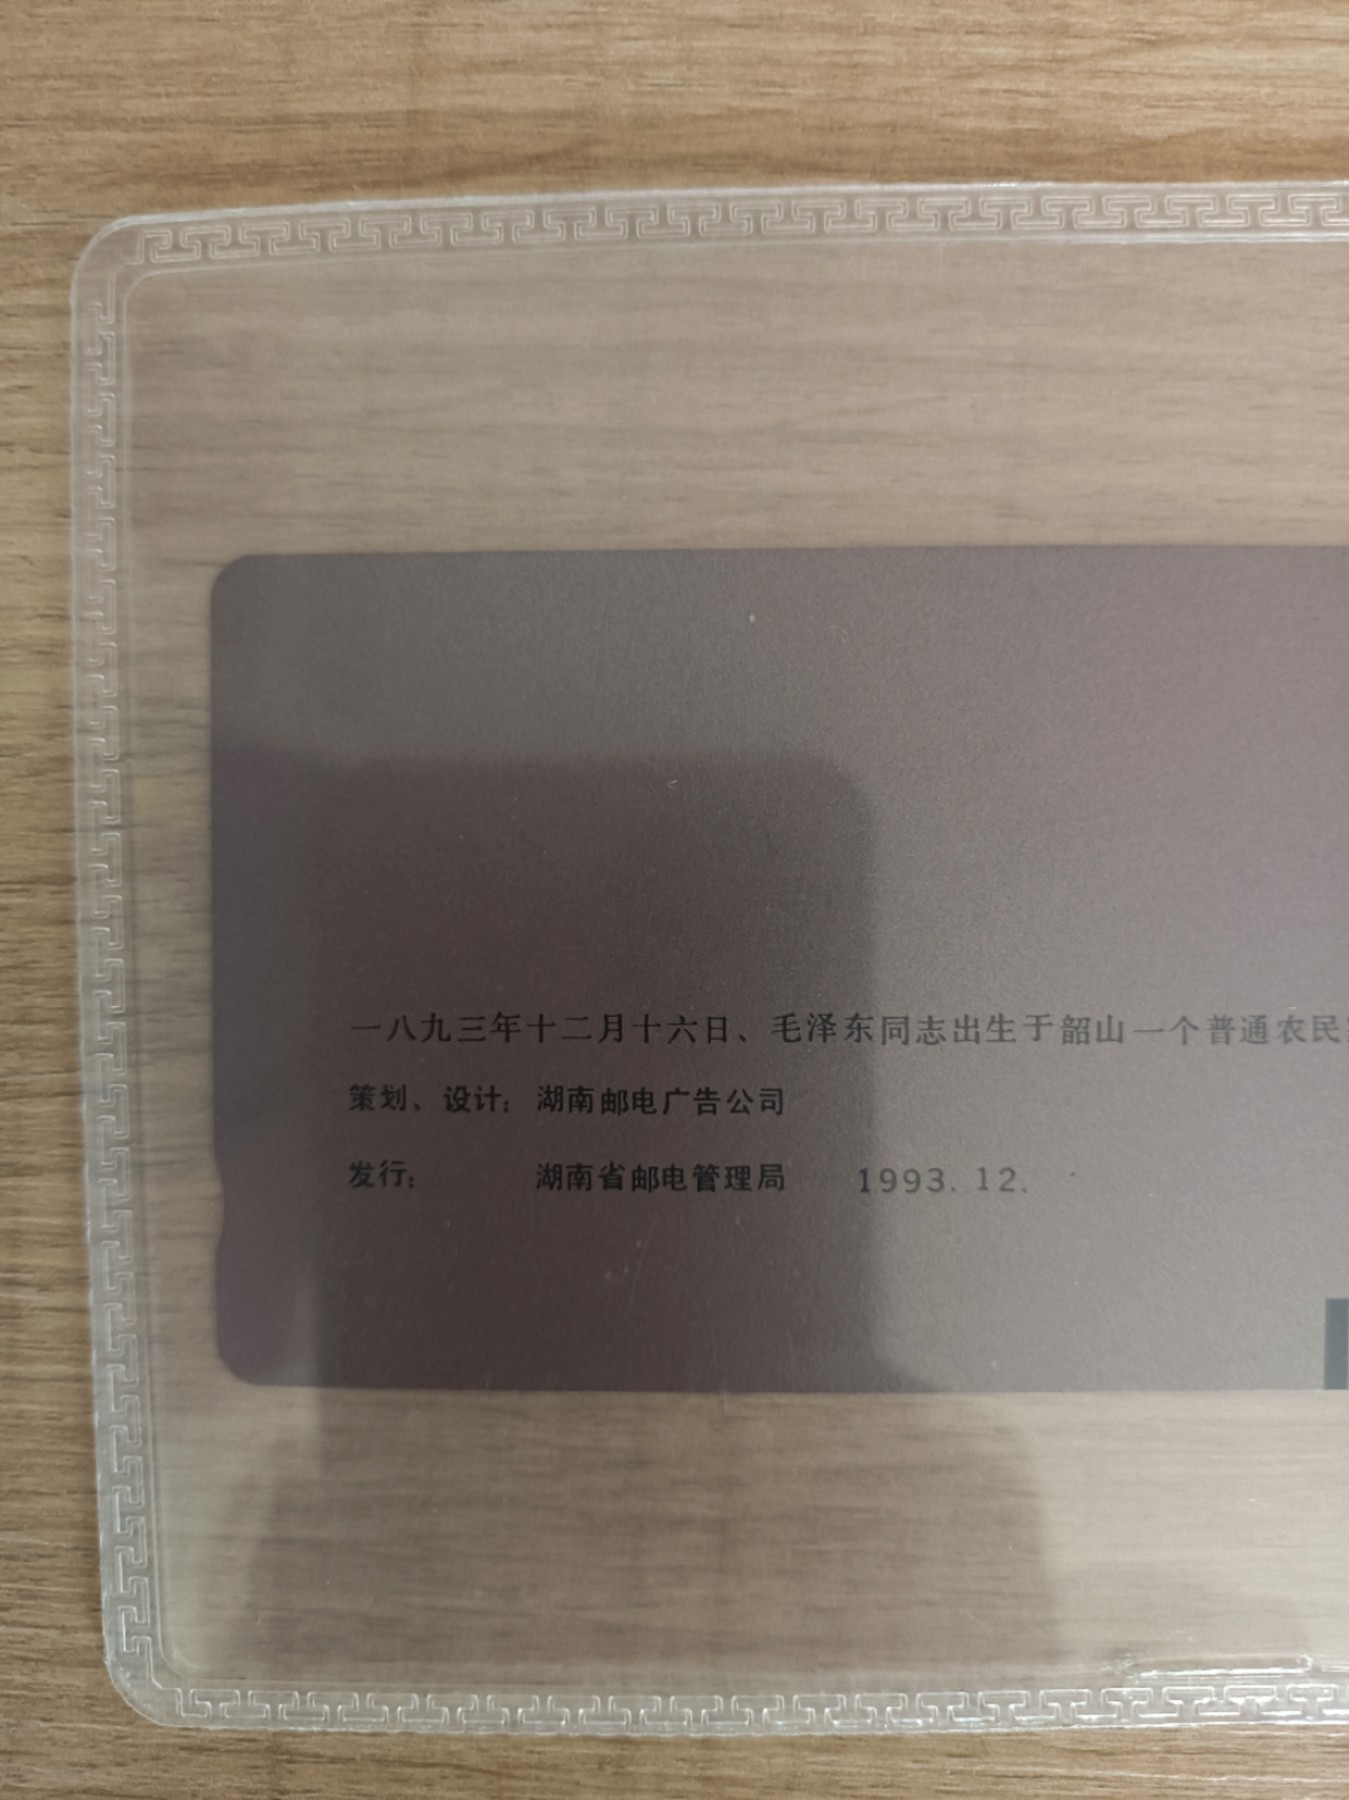 一八九三年十二月十六日、毛泽东同志出生于韶山一个普通农民
策划、设计：湖南邮电广告公司
发行：湖南省邮电管理局 1993. 12.